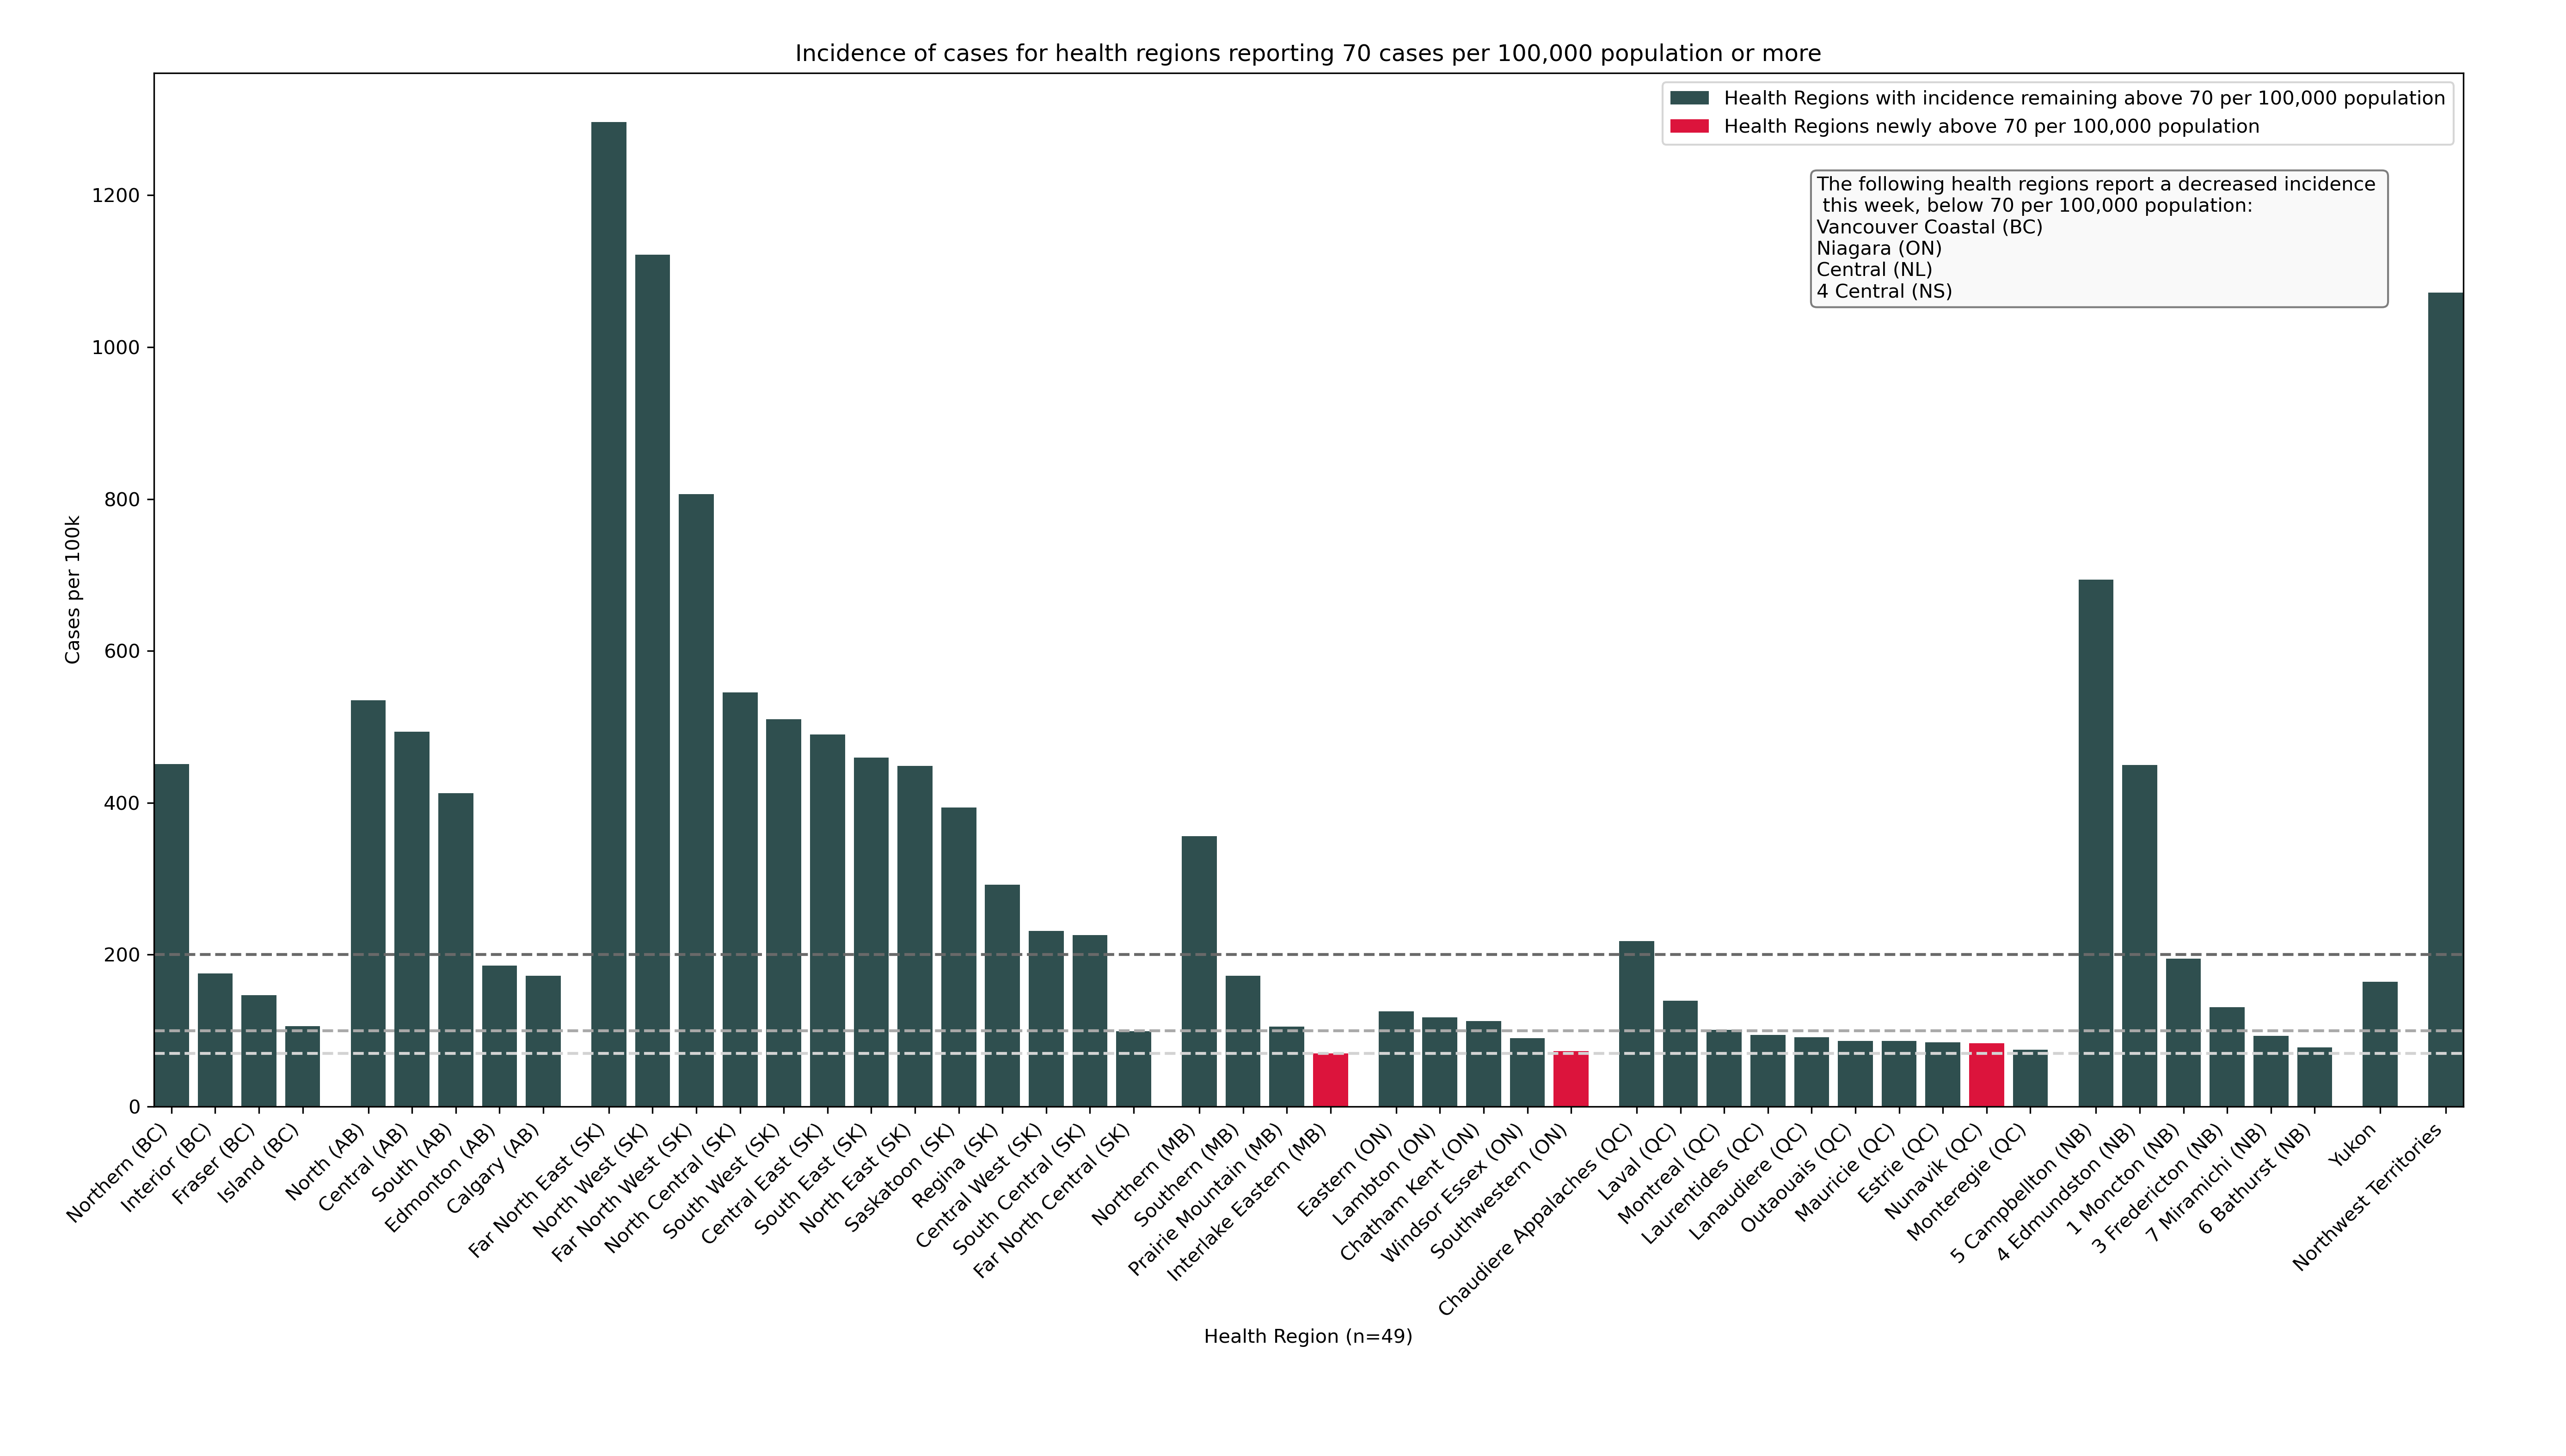 Incidence of cases for health regions reporting 70 cases per 100,000 population or more
Health Regions with incidence remaining above 70 per 100,000 population
Health Regions newly above 70 per 100,000 population
The following health regions report a decreased incidence
this week, below 70 per 100,000 population:
Vancouver Coastal (BC)
Niagara (ON)
Central (NL)
4 Central (NS)
Cases per 100k
1200
1000
800
600
400
200
0
Northern (BC)
Interior (BC)
Fraser (BC)
Island (BC)
North (AB)
Central (AB)
South (AB)
Edmonton (AB)
Calgary (AB)
Far North East (SK)
North West (SK)
Far North West (SK)
North Central (SK)
South West (SK)
Central East (SK)
South East (SK)
North East (SK)
Saskatoon (SK)
Regina (SK)
Central West (SK)
South Central (SK)
Far North Central (SK)
Northern (MB)
Southern (MB)
Prairie Mountain (MB)
Interlake Eastern (MB)
Eastern (ON)
Lambton (ON)
Chatham Kent (ON)
Windsor Essex (ON)
Southwestern (ON)
Chaudiere Appalaches (QC)
Laval (QC)
Montreal (QC)
Laurentides (QC)
Lanaudiere (QC)
Outaouais (QC)
Mauricie (QC)
Estrie (QC)
Nunavik (QC)
Monteregie (QC)
5 Campbellton (NB)
4 Edmundston (NB)
1 Moncton (NB)
3 Fredericton (NB)
7 Miramichi (NB)
6 Bathurst (NB)
Yukon
Northwest Territories
Health Region (n=49)